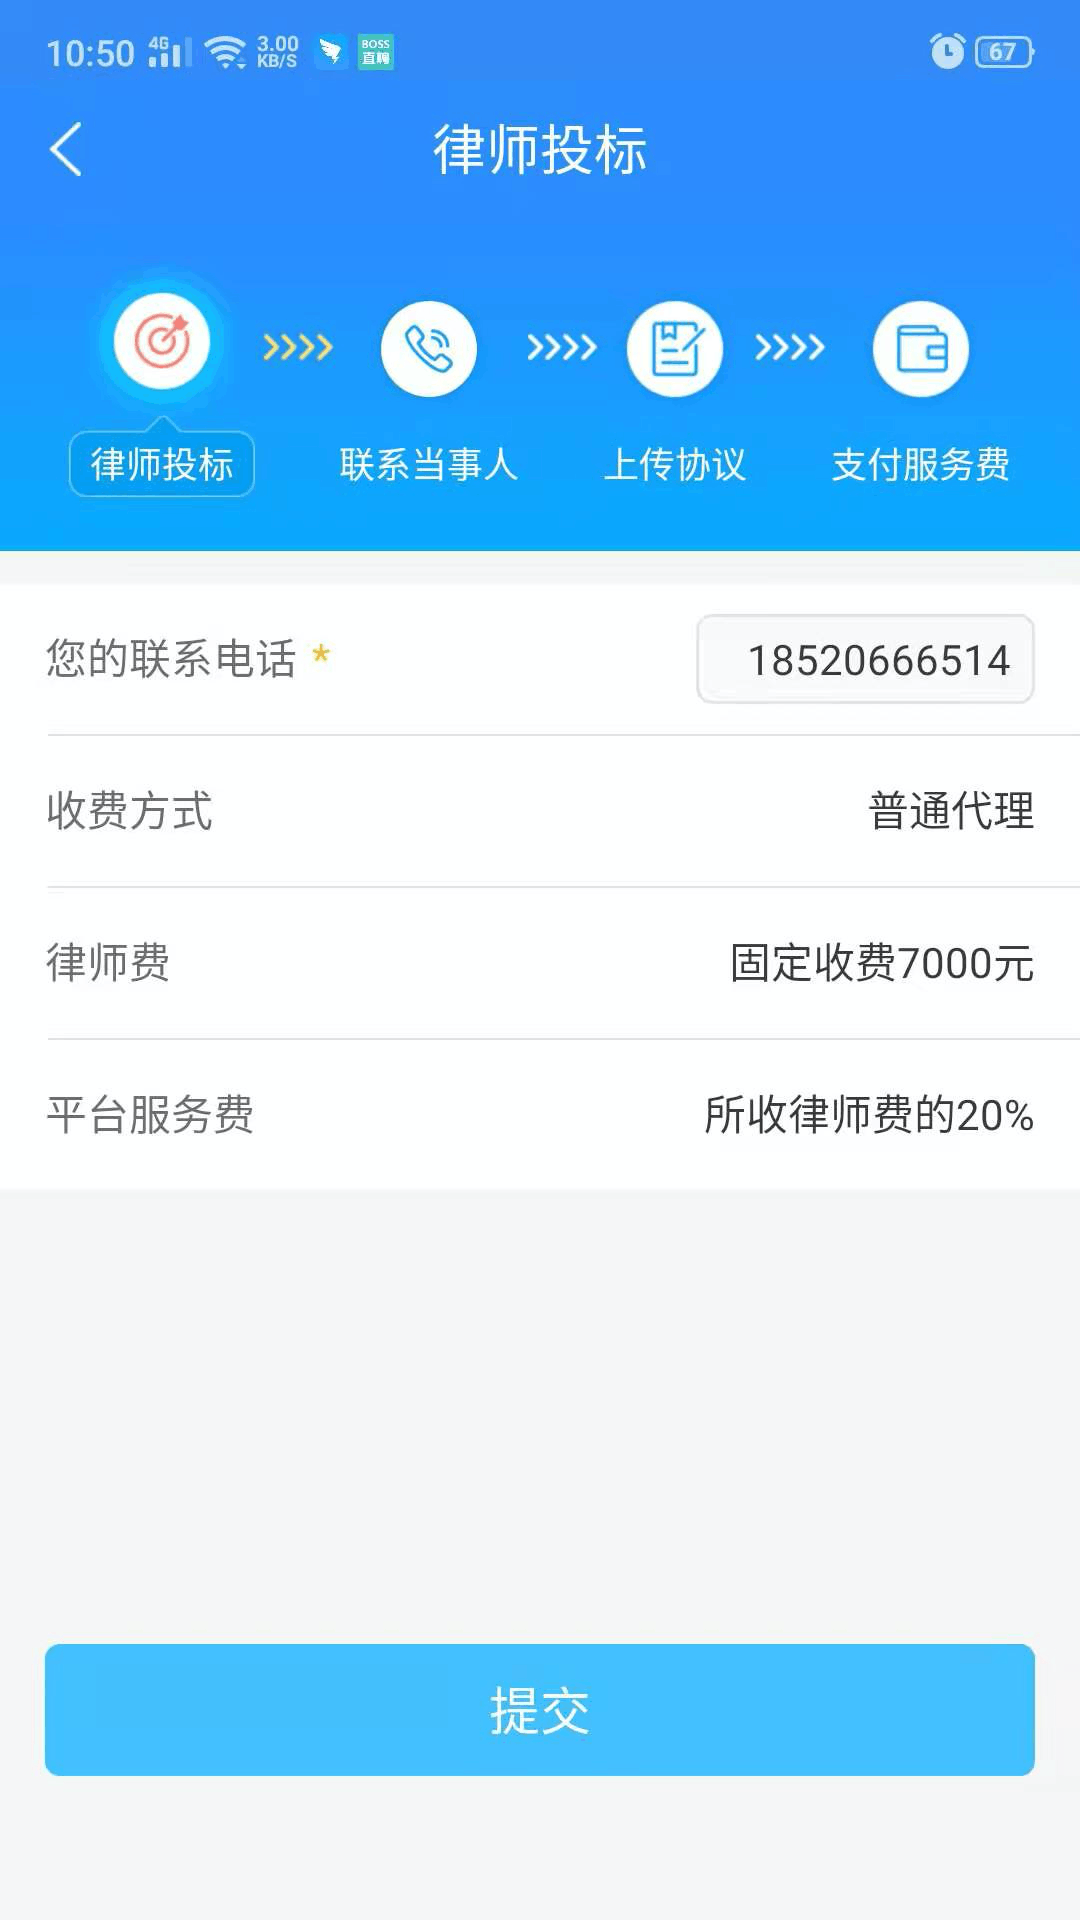 10:50 4G 3.00 KB/S BOSS 直聘 67
律师投标
律师投标 联系当事人 上传协议 支付服务费
您的联系电话 * 18520666514
收费方式 普通代理
律师费 固定收费7000元
平台服务费 所收律师费的20%
提交